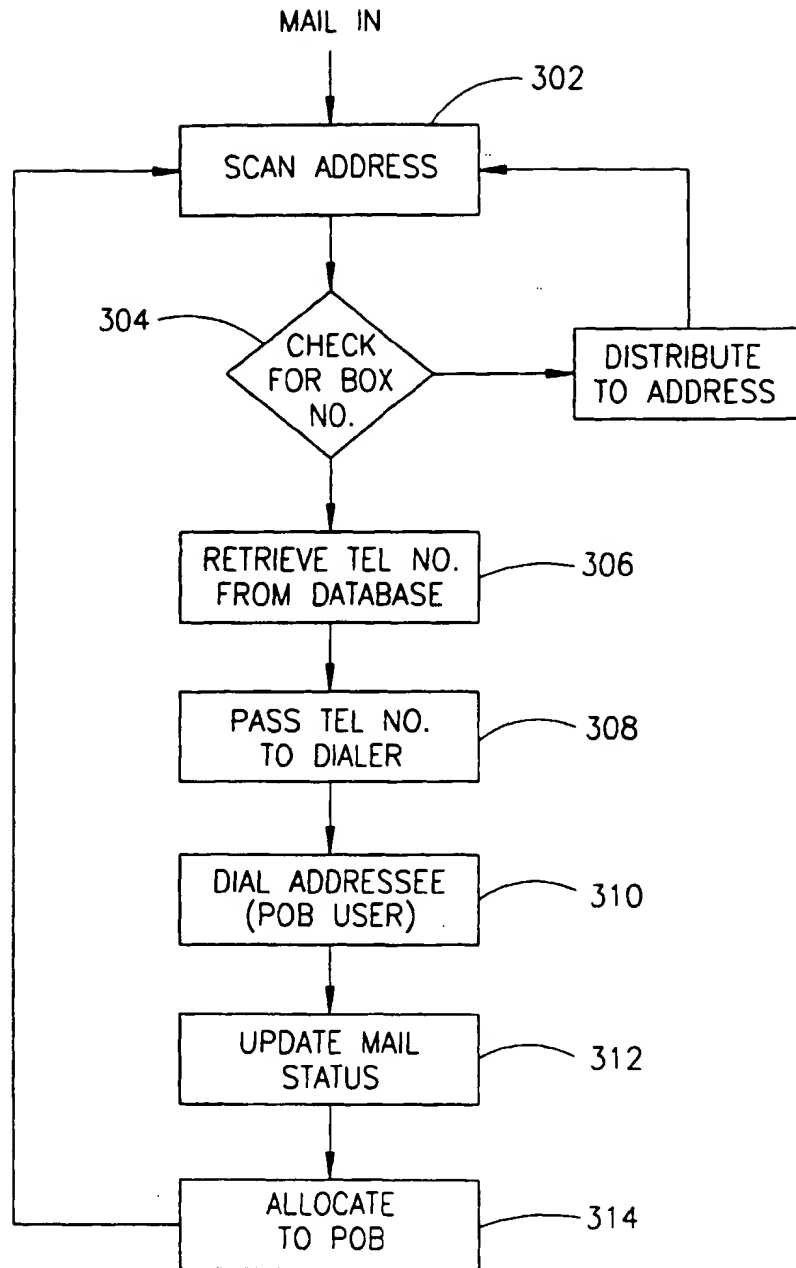 MAIL IN
302
SCAN ADDRESS
304
CHECK
FOR BOX
NO.
DISTRIBUTE
TO ADDRESS
RETRIEVE TEL NO.
FROM DATABASE
306
PASS TEL NO.
TO DIALER
308
DIAL ADDRESSEE
(POB USER)
310
UPDATE MAIL
STATUS
312
ALLOCATE
TO POB
314